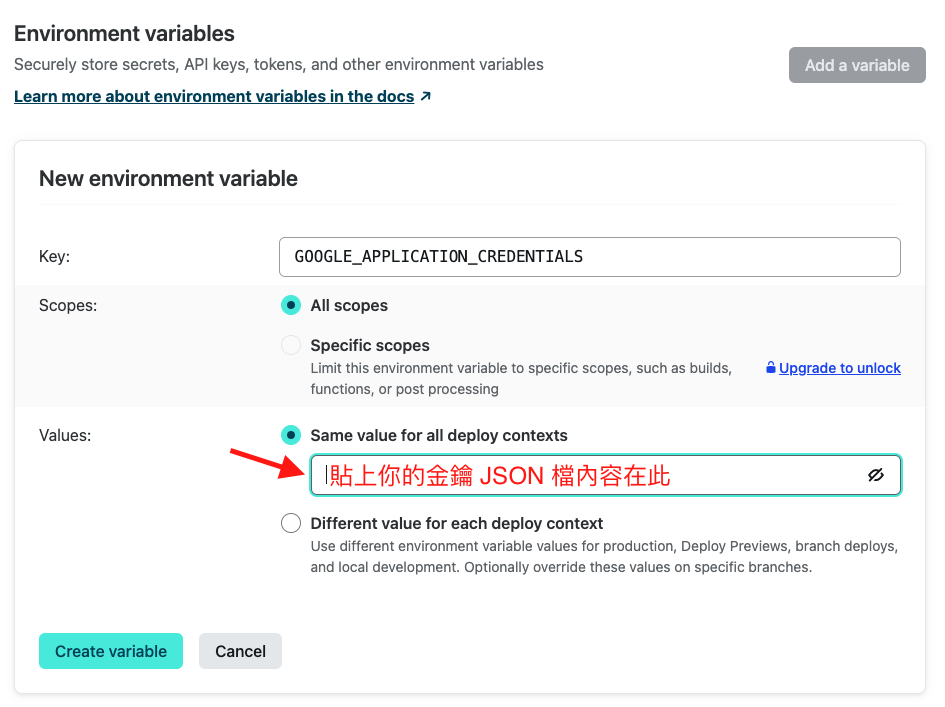 Environment variables
Securely store secrets, API keys, tokens, and other environment variables
Add a variable
Learn more about environment variables in the docs ↗
New environment variable
Key:
GOOGLE_APPLICATION_CREDENTIALS
Scopes:
All scopes
Specific scopes
Limit this environment variable to specific scopes, such as builds,
functions, or post processing
Upgrade to unlock
Values:
Same value for all deploy contexts
貼上你的金鑰 JSON 檔內容在此
Different value for each deploy context
Use different environment variable values for production, Deploy Previews, branch deploys,
and local development. Optionally override these values on specific branches.
Create variable
Cancel